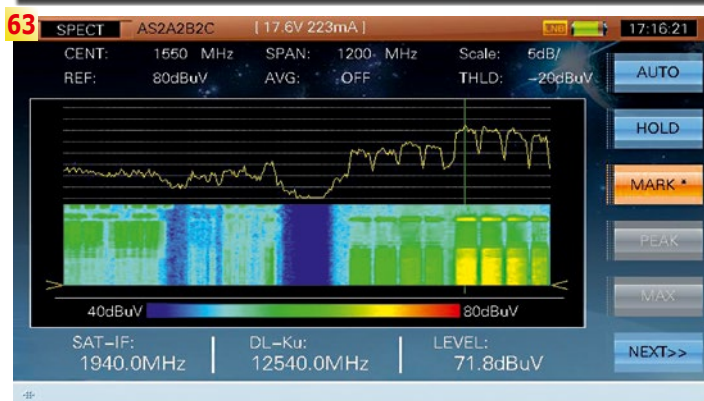 63
SPECT AS2A2B2C [ 17.6V 223mA ] LNB 17:16:21
CENT: 1550 MHz SPAN: 1200 MHz Scale: 5dB/
REF: 80dBuV AVG: OFF THLD: -20dBuV
AUTO
HOLD
MARK *
PEAK
MAX
NEXT>>
40dBuV 80dBuV
SAT-IF: DL-Ku: LEVEL:
1940.0MHz 12540.0MHz 71.8dBuV